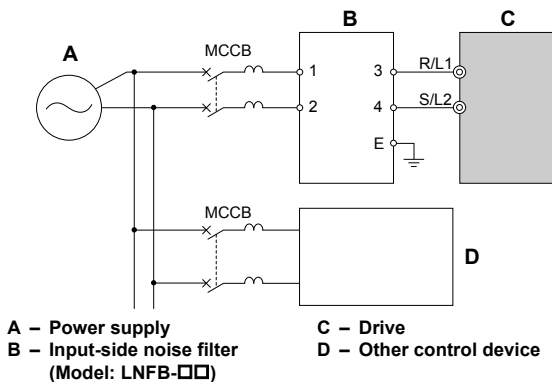 A
B
C
MCCB
1
2
3
4
E
R/L1
S/L2
MCCB
D
A – Power supply
B – Input-side noise filter
(Model: LNFB-□□)
C – Drive
D – Other control device